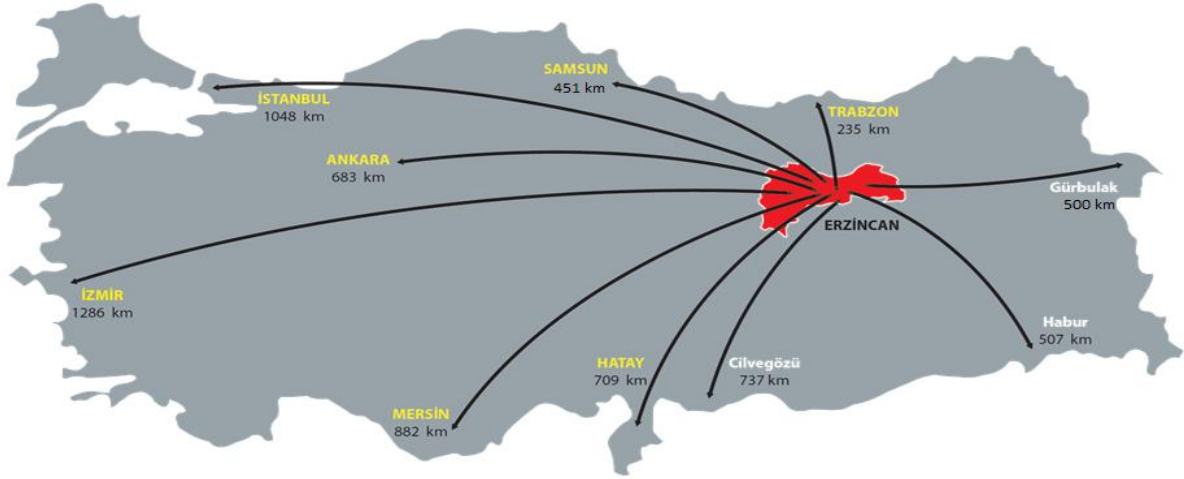 SAMSUN
451 km
İSTANBUL
1048 km
TRABZON
235 km
ANKARA
683 km
Gürbulak
500 km
ERZİNCAN
İZMİR
1286 km
Habur
507 km
HATAY
709 km
Cilvegözü
737 km
MERSİN
882 km